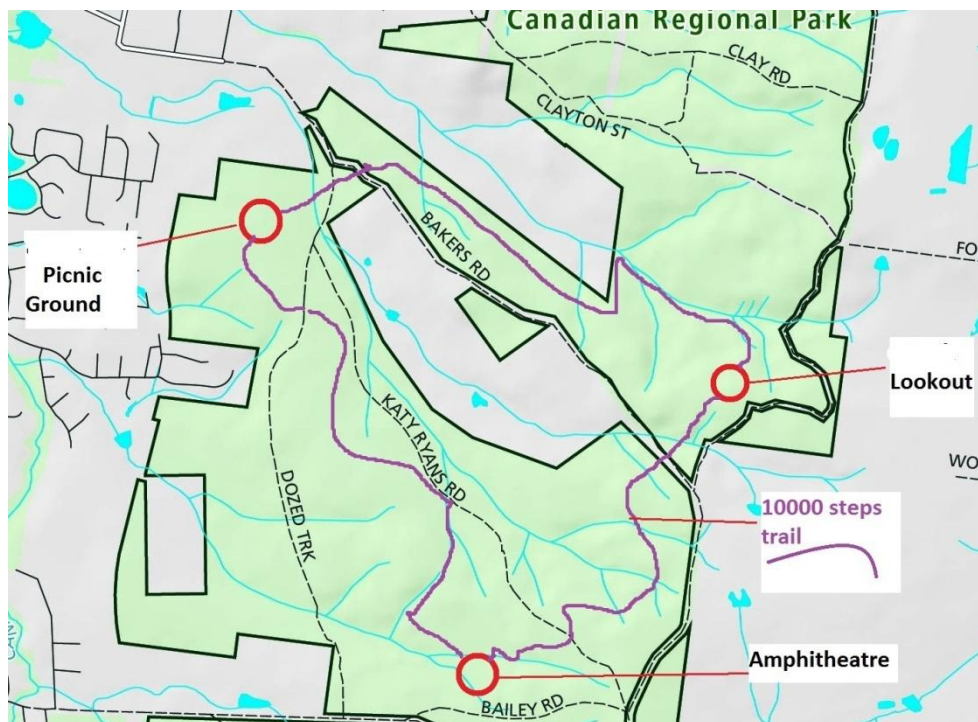 Canadian Regional Park
CLAY RD
CLAYTON ST
BAKERS RD
FO
Picnic
Ground
Lookout
KATY RYANS RD
WO
DOZED TRK
10000 steps
trail
Amphitheatre
BAILEY RD